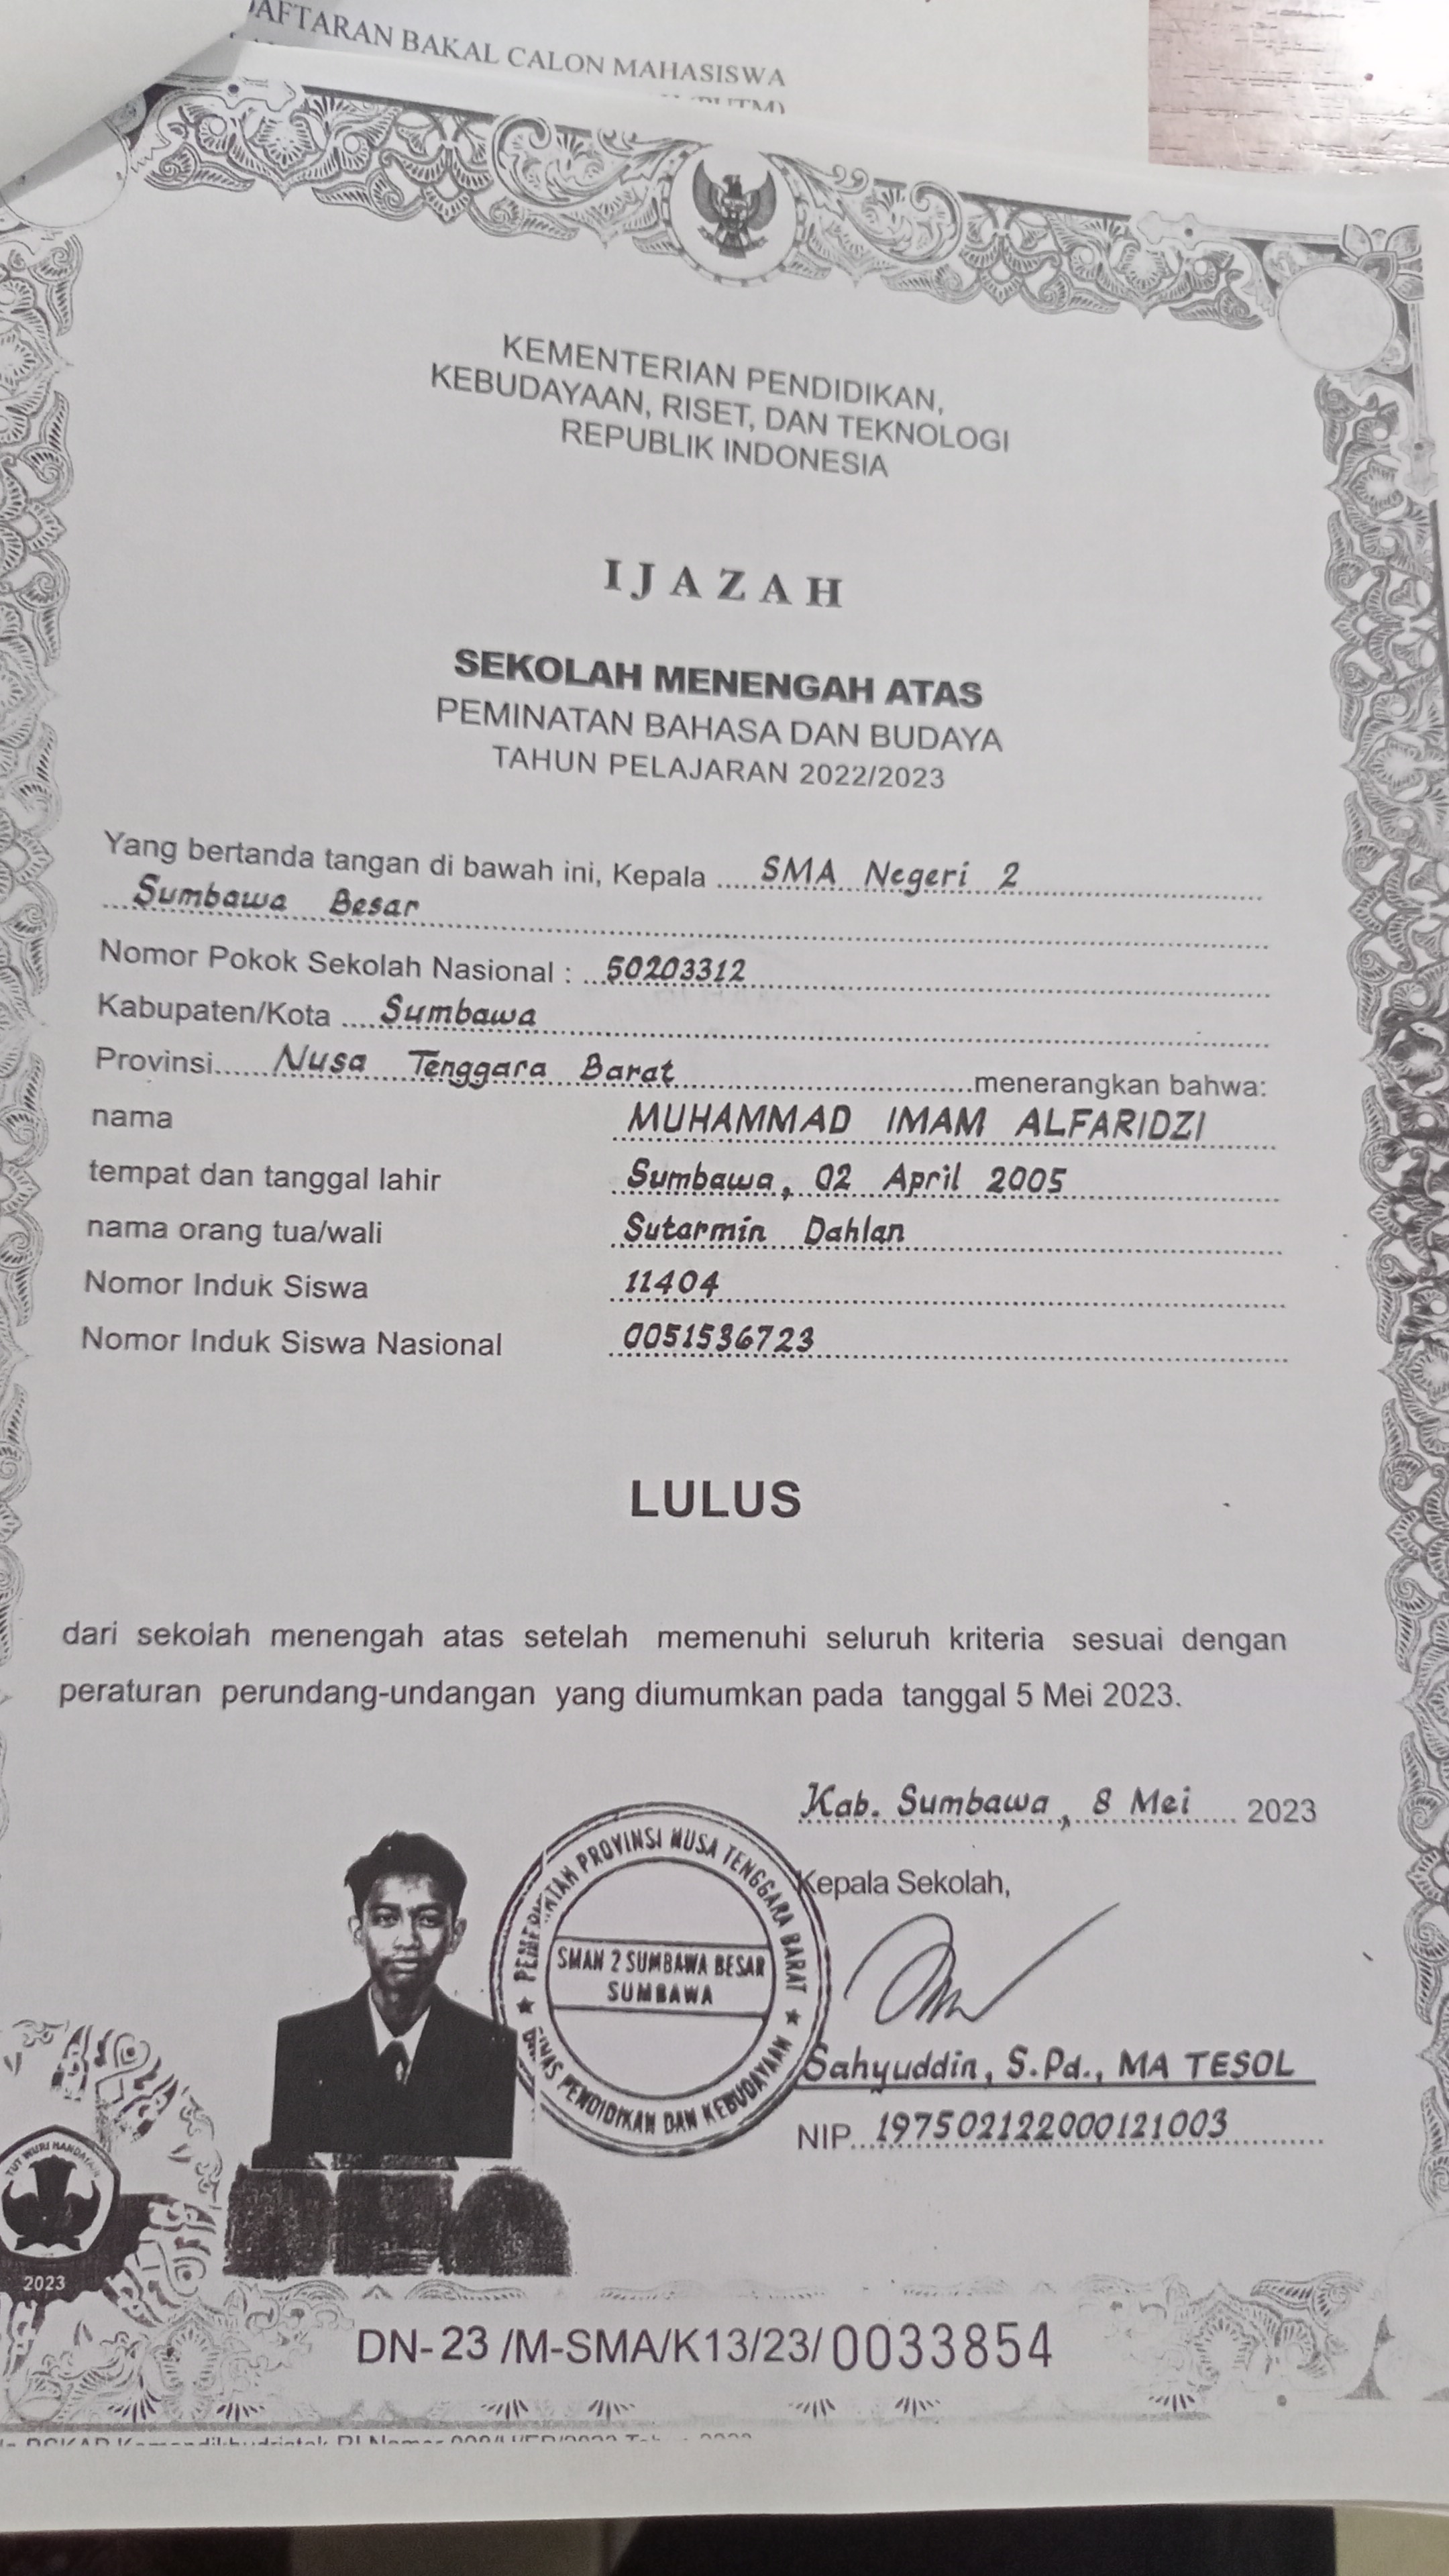 AFTARAN BAKAL CALON MAHASISWA
KEMENTERIAN PENDIDIKAN,
KEBUDAYAAN, RISET, DAN TEKNOLOGI
REPUBLIK INDONESIA
IJAZAH
SEKOLAH MENENGAH ATAS
PEMINATAN BAHASA DAN BUDAYA
TAHUN PELAJARAN 2022/2023
Yang bertanda tangan di bawah ini, Kepala SMA Negeri 2
Sumbawa Besar
Nomor Pokok Sekolah Nasional : 50203312
Kabupaten/Kota Sumbawa
Provinsi Nusa Tenggara Barat menerangkan bahwa:
nama MUHAMMAD IMAM ALFARIDZI
tempat dan tanggal lahir Sumbawa, 02 April 2005
nama orang tua/wali Sutarmin Dahlan
Nomor Induk Siswa 11404
Nomor Induk Siswa Nasional 0051536723
LULUS
dari sekolah menengah atas setelah memenuhi seluruh kriteria sesuai dengan
peraturan perundang-undangan yang diumumkan pada tanggal 5 Mei 2023.
Kab. Sumbawa, 8 Mei 2023
Kepala Sekolah,
PEMERINTAH PROVINSI NUSA TENGGARA BARAT
SMAN 2 SUMBAWA BESAR
SUMBAWA
DINAS PENDIDIKAN DAN KEBUDAYAAN
Sahyuddin, S.Pd., MA TESOL
NIP. 197502122000121003
TUT WURI HANDAYANI
2023
DN-23/M-SMA/K13/23/0033854